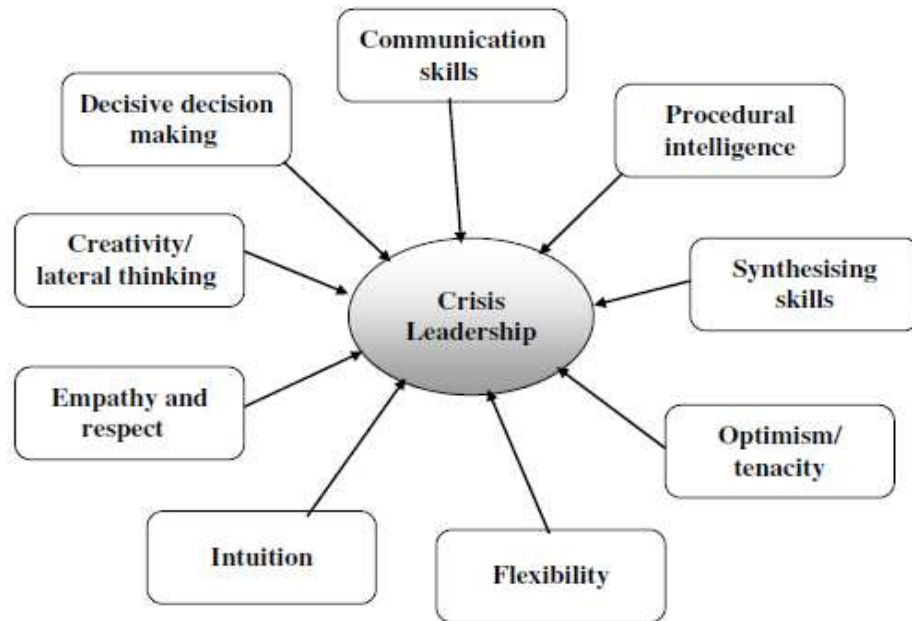 Communication
skills
Decisive decision
making
Procedural
intelligence
Creativity/
lateral thinking
Synthesising
skills
Crisis
Leadership
Empathy and
respect
Optimism/
tenacity
Intuition
Flexibility